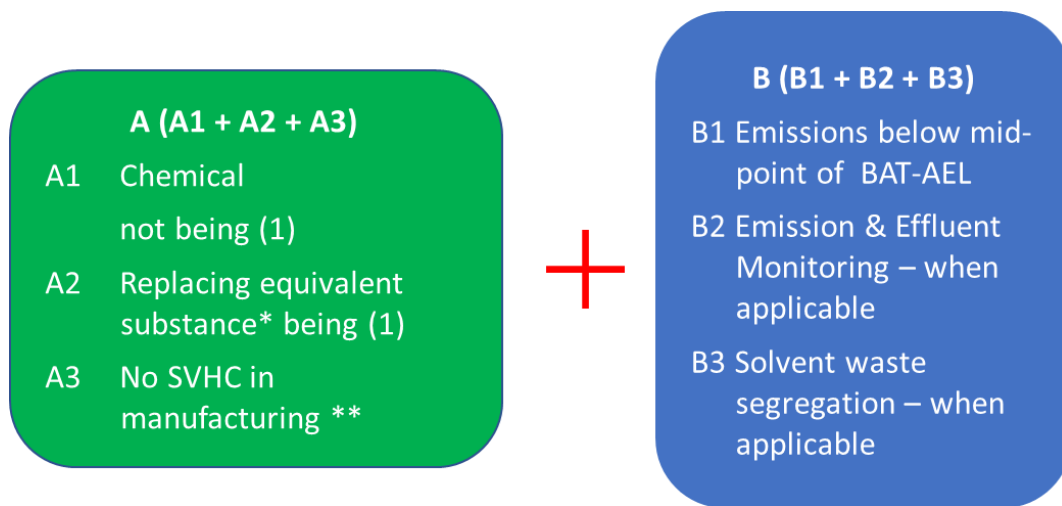 A (A1 + A2 + A3)
A1 Chemical
not being (1)
A2 Replacing equivalent
substance* being (1)
A3 No SVHC in
manufacturing **
B (B1 + B2 + B3)
B1 Emissions below mid-
point of BAT-AEL
B2 Emission & Effluent
Monitoring – when
applicable
B3 Solvent waste
segregation – when
applicable